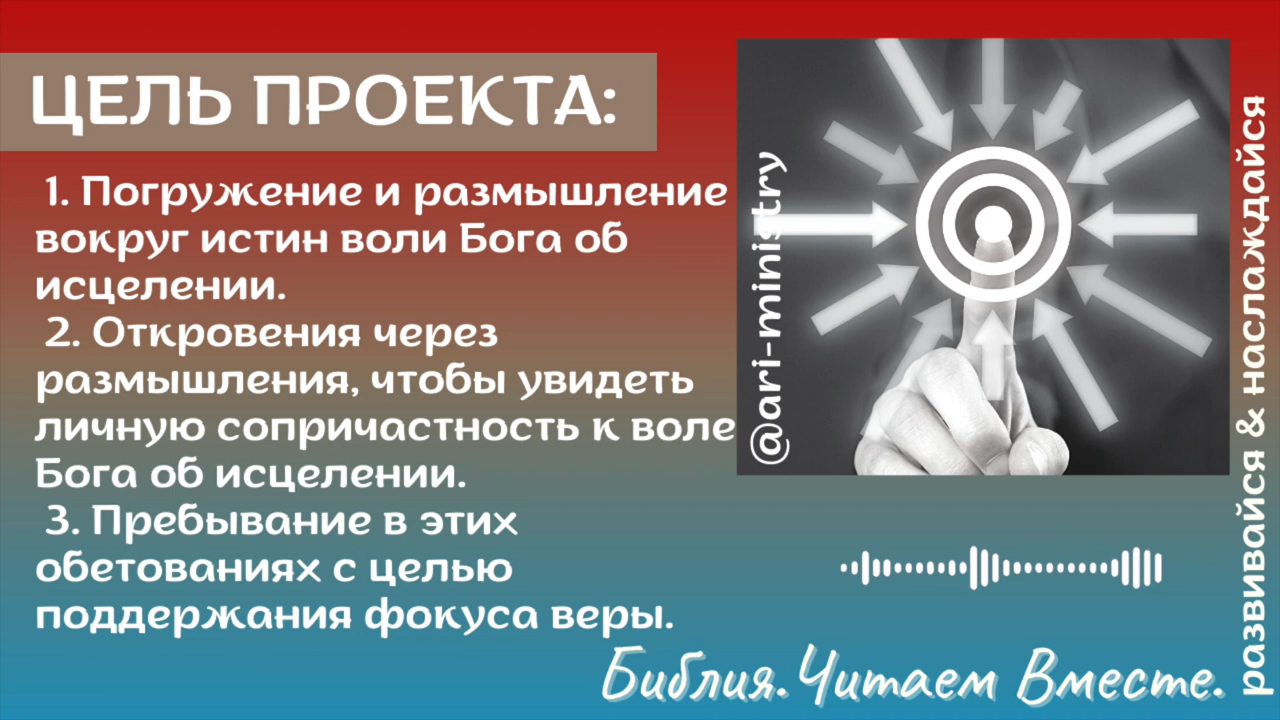 ЦЕЛЬ ПРОЕКТА:
1. Погружение и размышление
вокруг истин воли Бога об
исцелении.
2. Откровения через
размышления, чтобы увидеть
личную сопричастность к воле
Бога об исцелении.
3. Пребывание в этих
обетованиях с целью
поддержания фокуса веры.
@ari-ministry
развивайся & наслаждайся
Библия. Читаем Вместе.